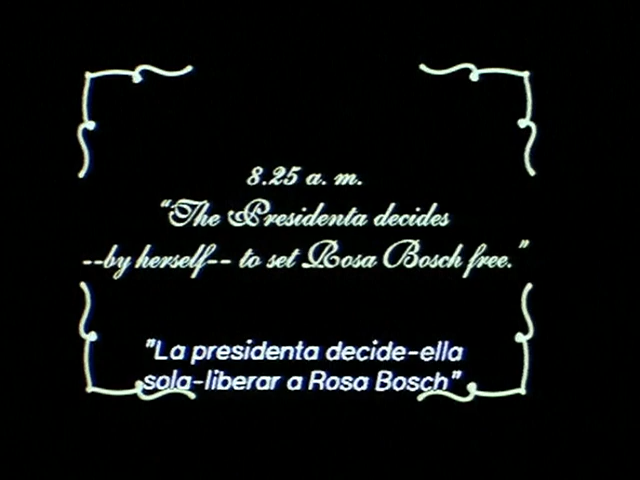 8.25 a. m.
"The Presidenta decides
--by herself-- to set Rosa Bosch free."
"La presidenta decide-ella
sola-liberar a Rosa Bosch"